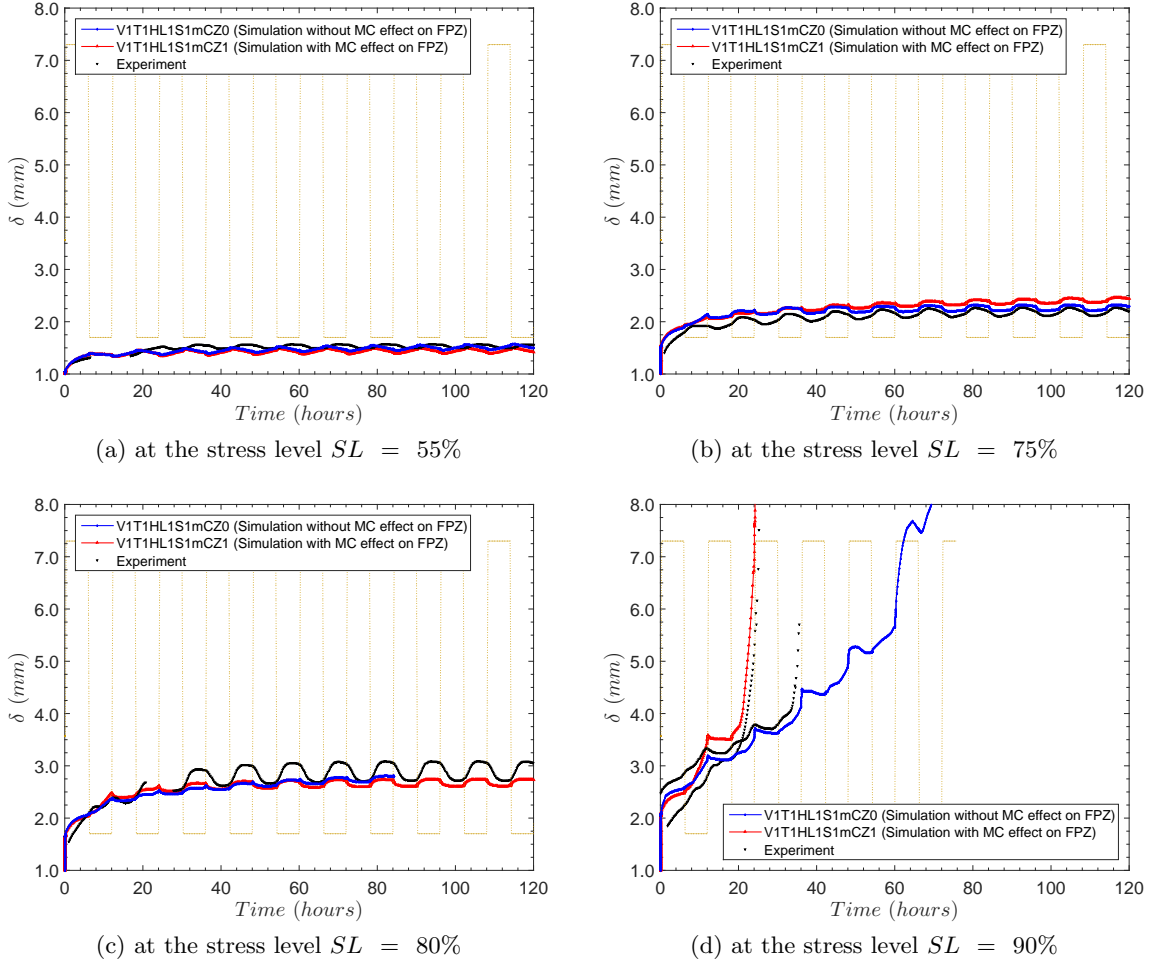 V1T1HL1S1mCZ0 (Simulation without MC effect on FPZ)
V1T1HL1S1mCZ1 (Simulation with MC effect on FPZ)
Experiment
8.0
7.0
6.0
5.0
4.0
3.0
2.0
1.0
δ (mm)
0 20 40 60 80 100 120
Time (hours)
(a) at the stress level SL = 55%
V1T1HL1S1mCZ0 (Simulation without MC effect on FPZ)
V1T1HL1S1mCZ1 (Simulation with MC effect on FPZ)
Experiment
8.0
7.0
6.0
5.0
4.0
3.0
2.0
1.0
δ (mm)
0 20 40 60 80 100 120
Time (hours)
(b) at the stress level SL = 75%
V1T1HL1S1mCZ0 (Simulation without MC effect on FPZ)
V1T1HL1S1mCZ1 (Simulation with MC effect on FPZ)
Experiment
8.0
7.0
6.0
5.0
4.0
3.0
2.0
1.0
δ (mm)
0 20 40 60 80 100 120
Time (hours)
(c) at the stress level SL = 80%
8.0
7.0
6.0
5.0
4.0
3.0
2.0
1.0
δ (mm)
V1T1HL1S1mCZ0 (Simulation without MC effect on FPZ)
V1T1HL1S1mCZ1 (Simulation with MC effect on FPZ)
Experiment
0 20 40 60 80 100 120
Time (hours)
(d) at the stress level SL = 90%